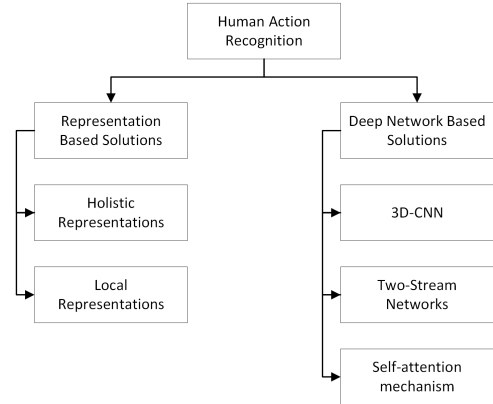 Human Action
Recognition
Representation
Based Solutions
Deep Network Based
Solutions
Holistic
Representations
3D-CNN
Local
Representations
Two-Stream
Networks
Self-attention
mechanism